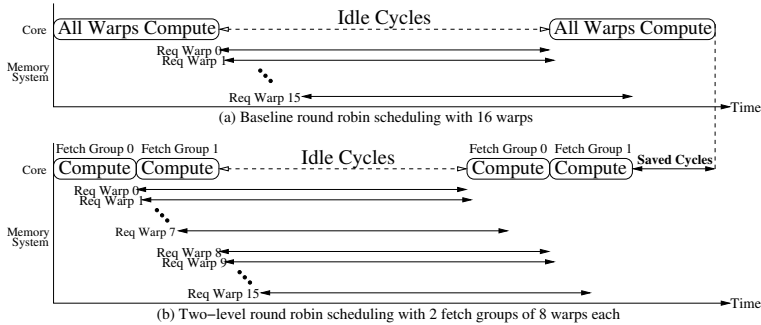 Idle Cycles
Core All Warps Compute All Warps Compute
Req Warp 0
Req Warp 1
Memory
System
Req Warp 15
Time
(a) Baseline round robin scheduling with 16 warps
Fetch Group 0 Fetch Group 1 Idle Cycles Fetch Group 0 Fetch Group 1
Core Compute Compute Compute Compute Saved Cycles
Req Warp 0
Req Warp 1
Req Warp 7
Memory
System
Req Warp 8
Req Warp 9
Req Warp 15
Time
(b) Two−level round robin scheduling with 2 fetch groups of 8 warps each